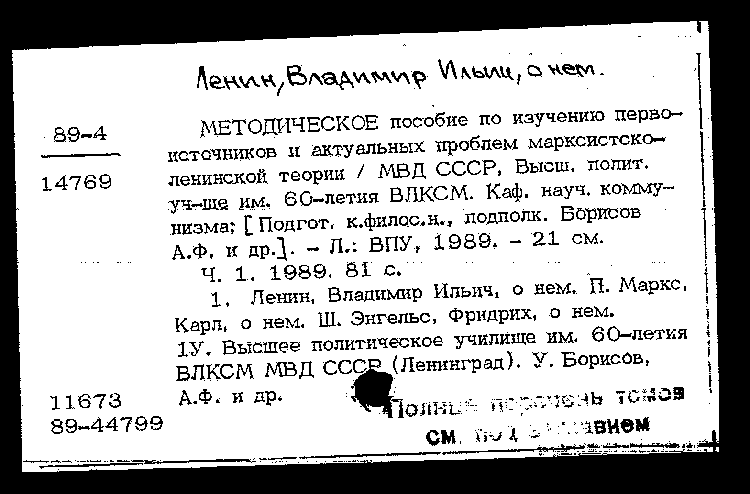 Ленин, Владимир Ильич, о нем.
89-4
14769
МЕТОДИЧЕСКОЕ пособие по изучению перво-
источников и актуальных проблем марксистско-
ленинской теории / МВД СССР, Высш. полит.
уч-ще им. 60-летия ВЛКСМ. Каф. науч. комму-
низма; [Подгот. к.филос.н., подполк. Борисов
А.Ф. и др.]. - Л.: ВПУ, 1989. - 21 см.
Ч. 1. 1989. 81 с.
1. Ленин, Владимир Ильич, о нем. П. Маркс,
Карл, о нем. Ш. Энгельс, Фридрих, о нем.
1У. Высшее политическое училище им. 60-летия
ВЛКСМ МВД СССР (Ленинград). У. Борисов,
А.Ф. и др.
11673
89-44799
Полный перечень томов
см. под заглавием